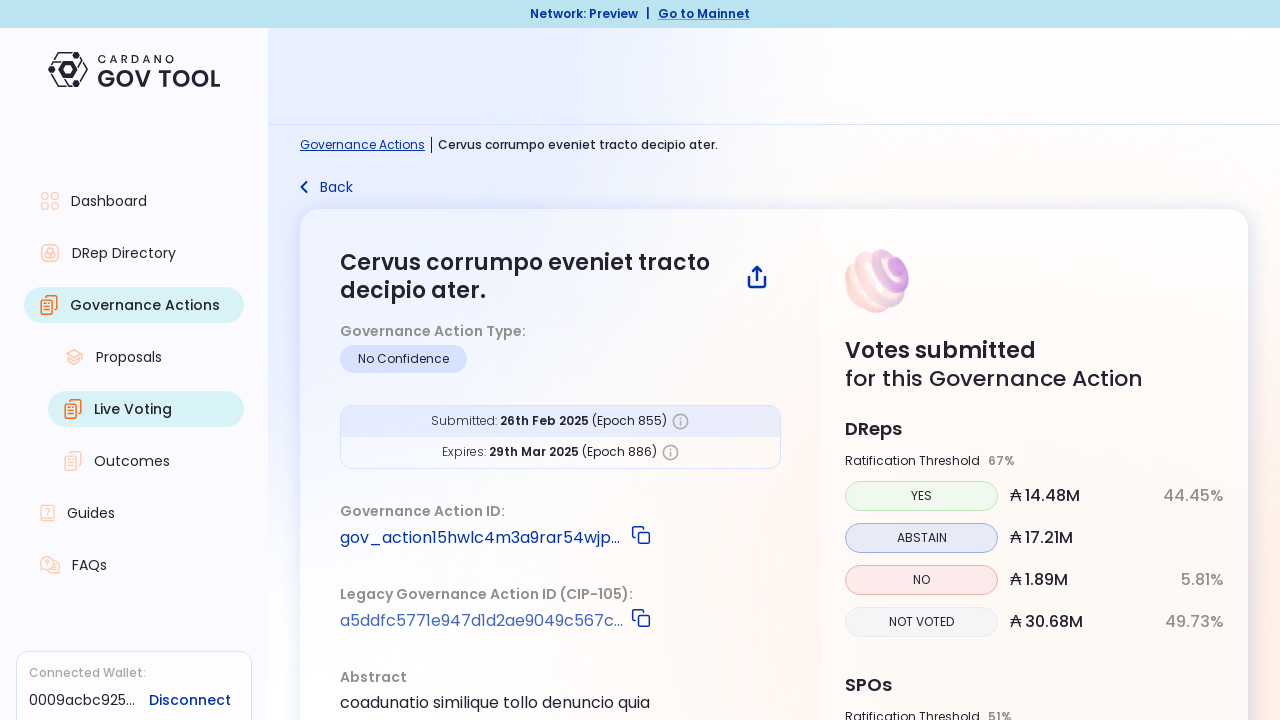 Network: Preview | Go to Mainnet
CARDANO
GOV TOOL
Dashboard
DRep Directory
Governance Actions
Proposals
Live Voting
Outcomes
Guides
FAQs
Connected Wallet:
0009acbc925... Disconnect
Governance Actions | Cervus corrumpo eveniet tracto decipio ater.
Back
Cervus corrumpo eveniet tracto
decipio ater.
Governance Action Type:
No Confidence
Submitted: 26th Feb 2025 (Epoch 855)
Expires: 29th Mar 2025 (Epoch 886)
Governance Action ID:
gov_action15hwlc4m3a9rar54wjp...
Legacy Governance Action ID (CIP-105):
a5ddfc5771e947d1d2ae9049c567c...
Abstract
coadunatio similique tollo denuncio quia
Votes submitted
for this Governance Action
DReps
Ratification Threshold 67%
YES ₳ 14.48M 44.45%
ABSTAIN ₳ 17.21M
NO ₳ 1.89M 5.81%
NOT VOTED ₳ 30.68M 49.73%
SPOs
Ratification Threshold 51%